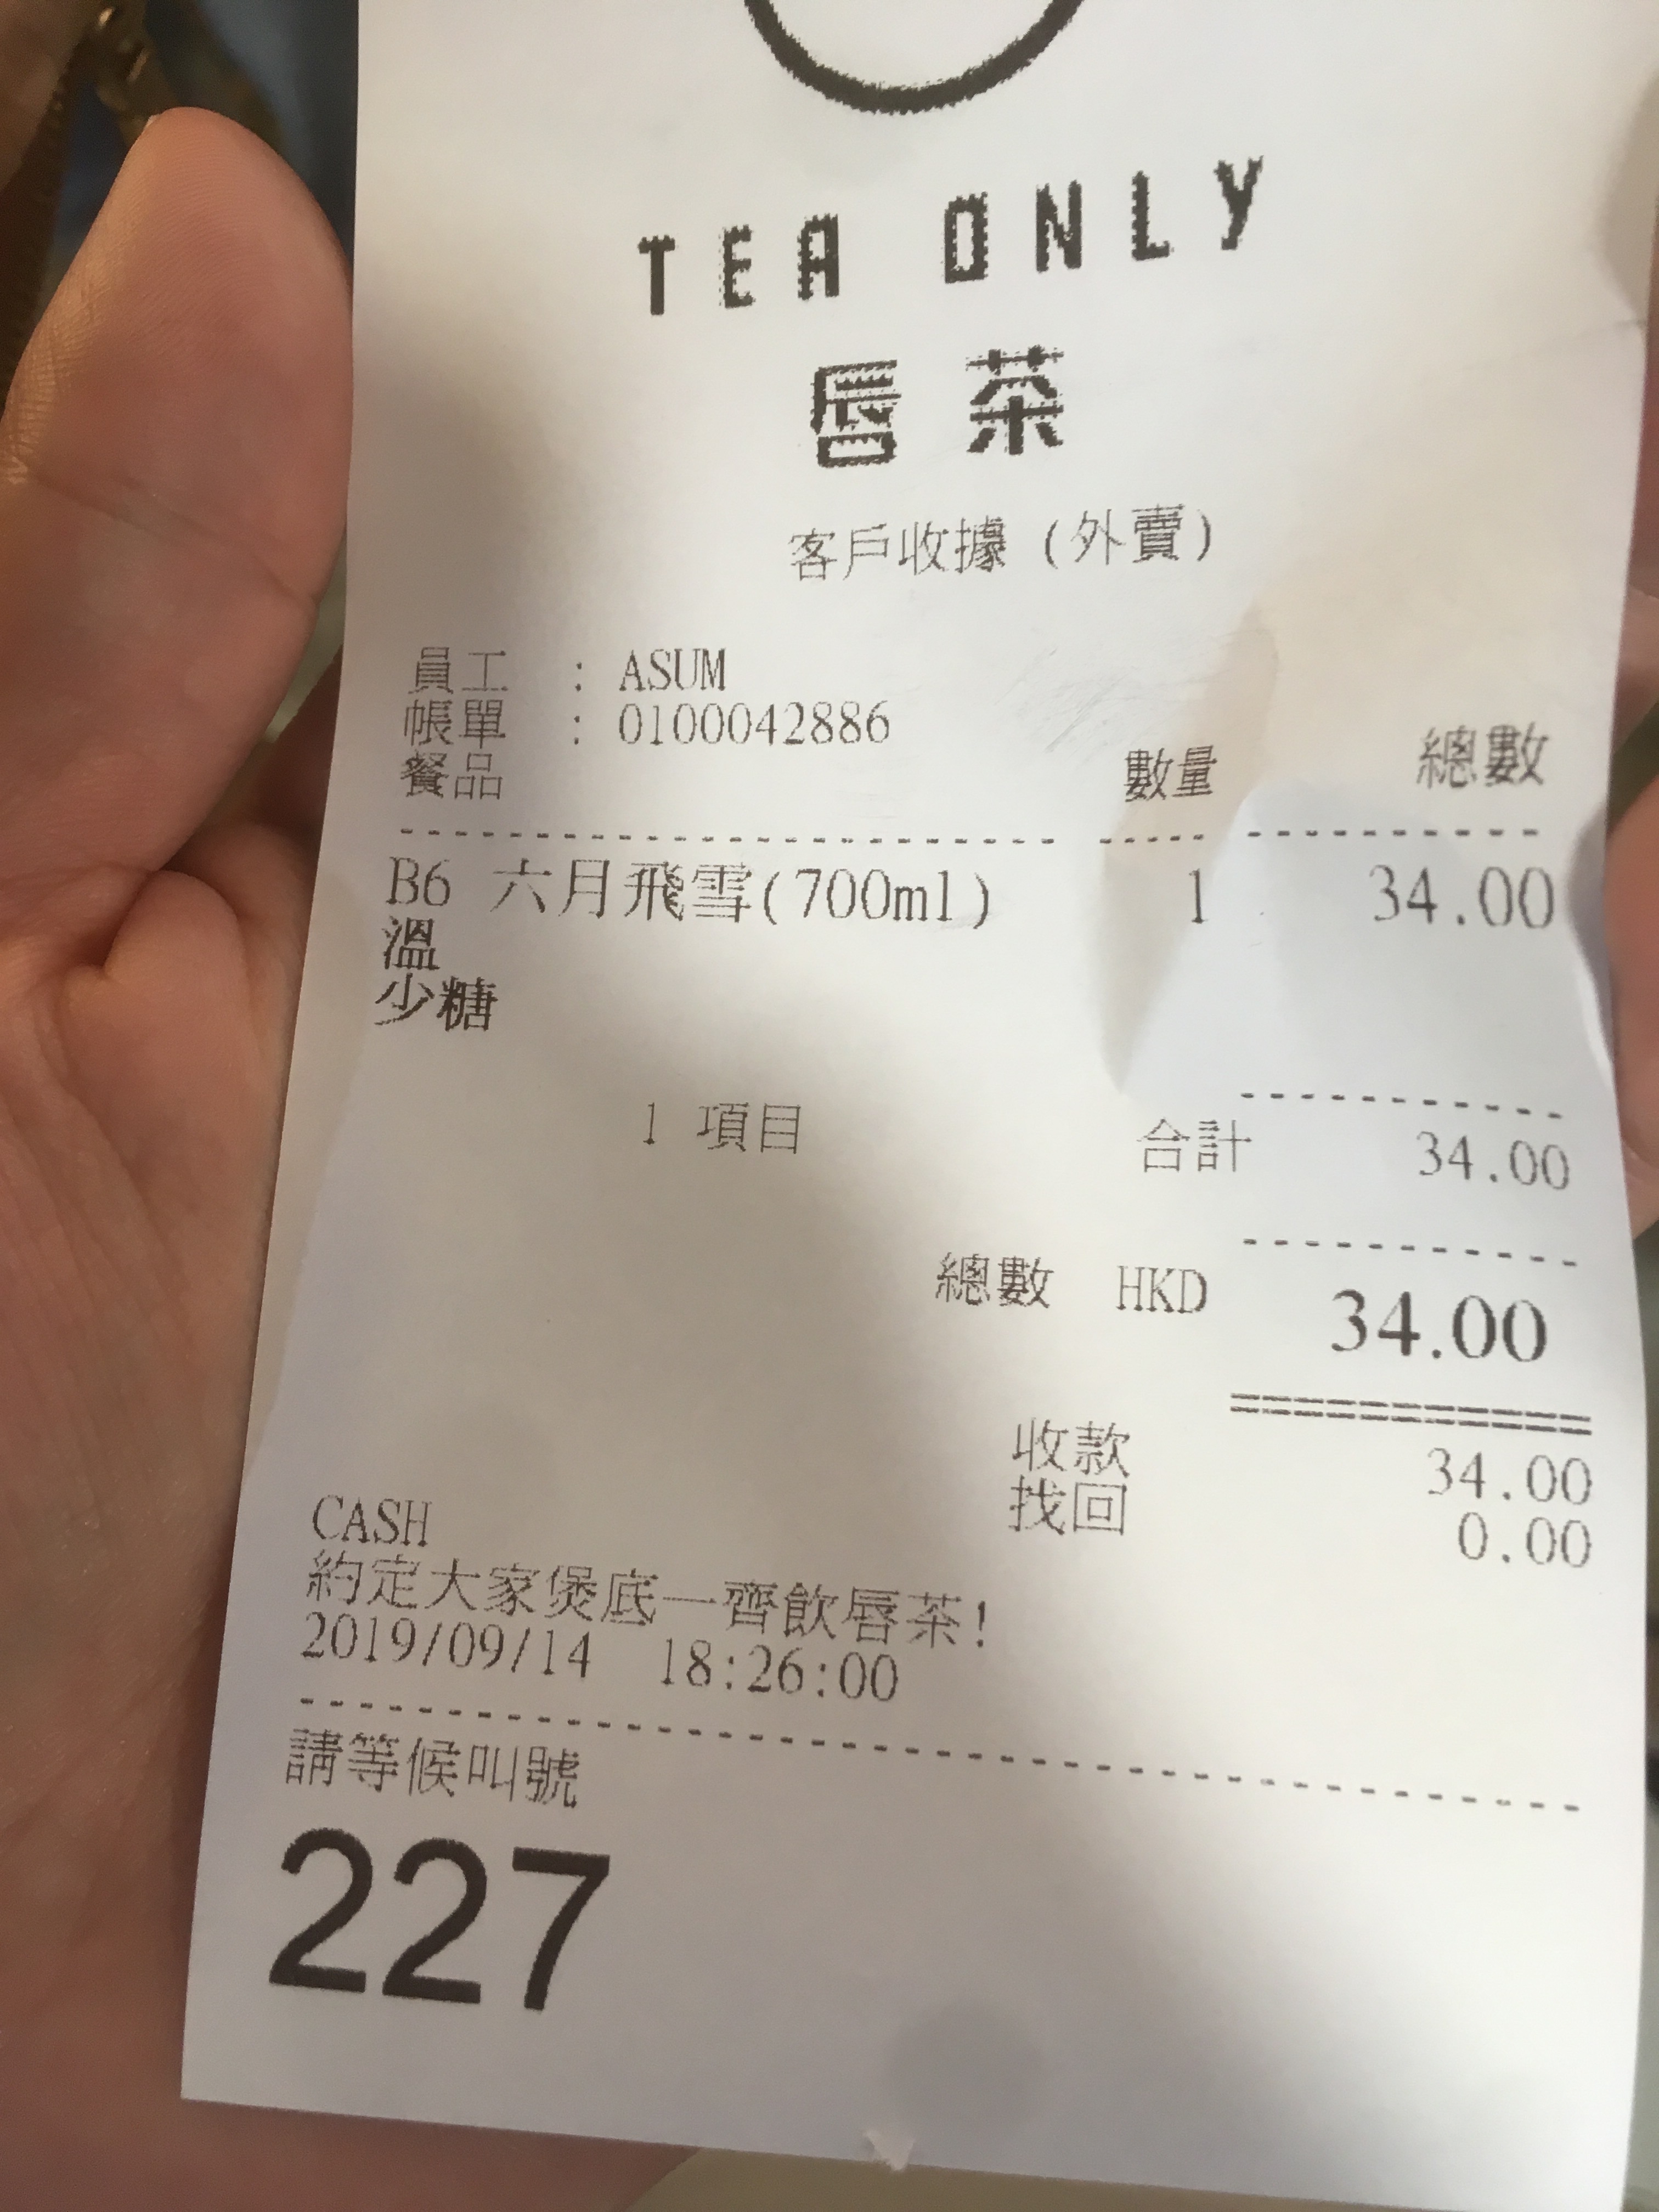 TEA ONLY
唇茶
客戶收據 (外賣)
員工 : ASUM
帳單 : 0100042886
餐品 數量 總數
B6 六月飛雪(700ml) 1 34.00
溫
少糖
1 項目 合計 34.00
總數 HKD 34.00
收款 34.00
找回 0.00
CASH
約定大家煲底一齊飲唇茶!
2019/09/14 18:26:00
請等候叫號
227